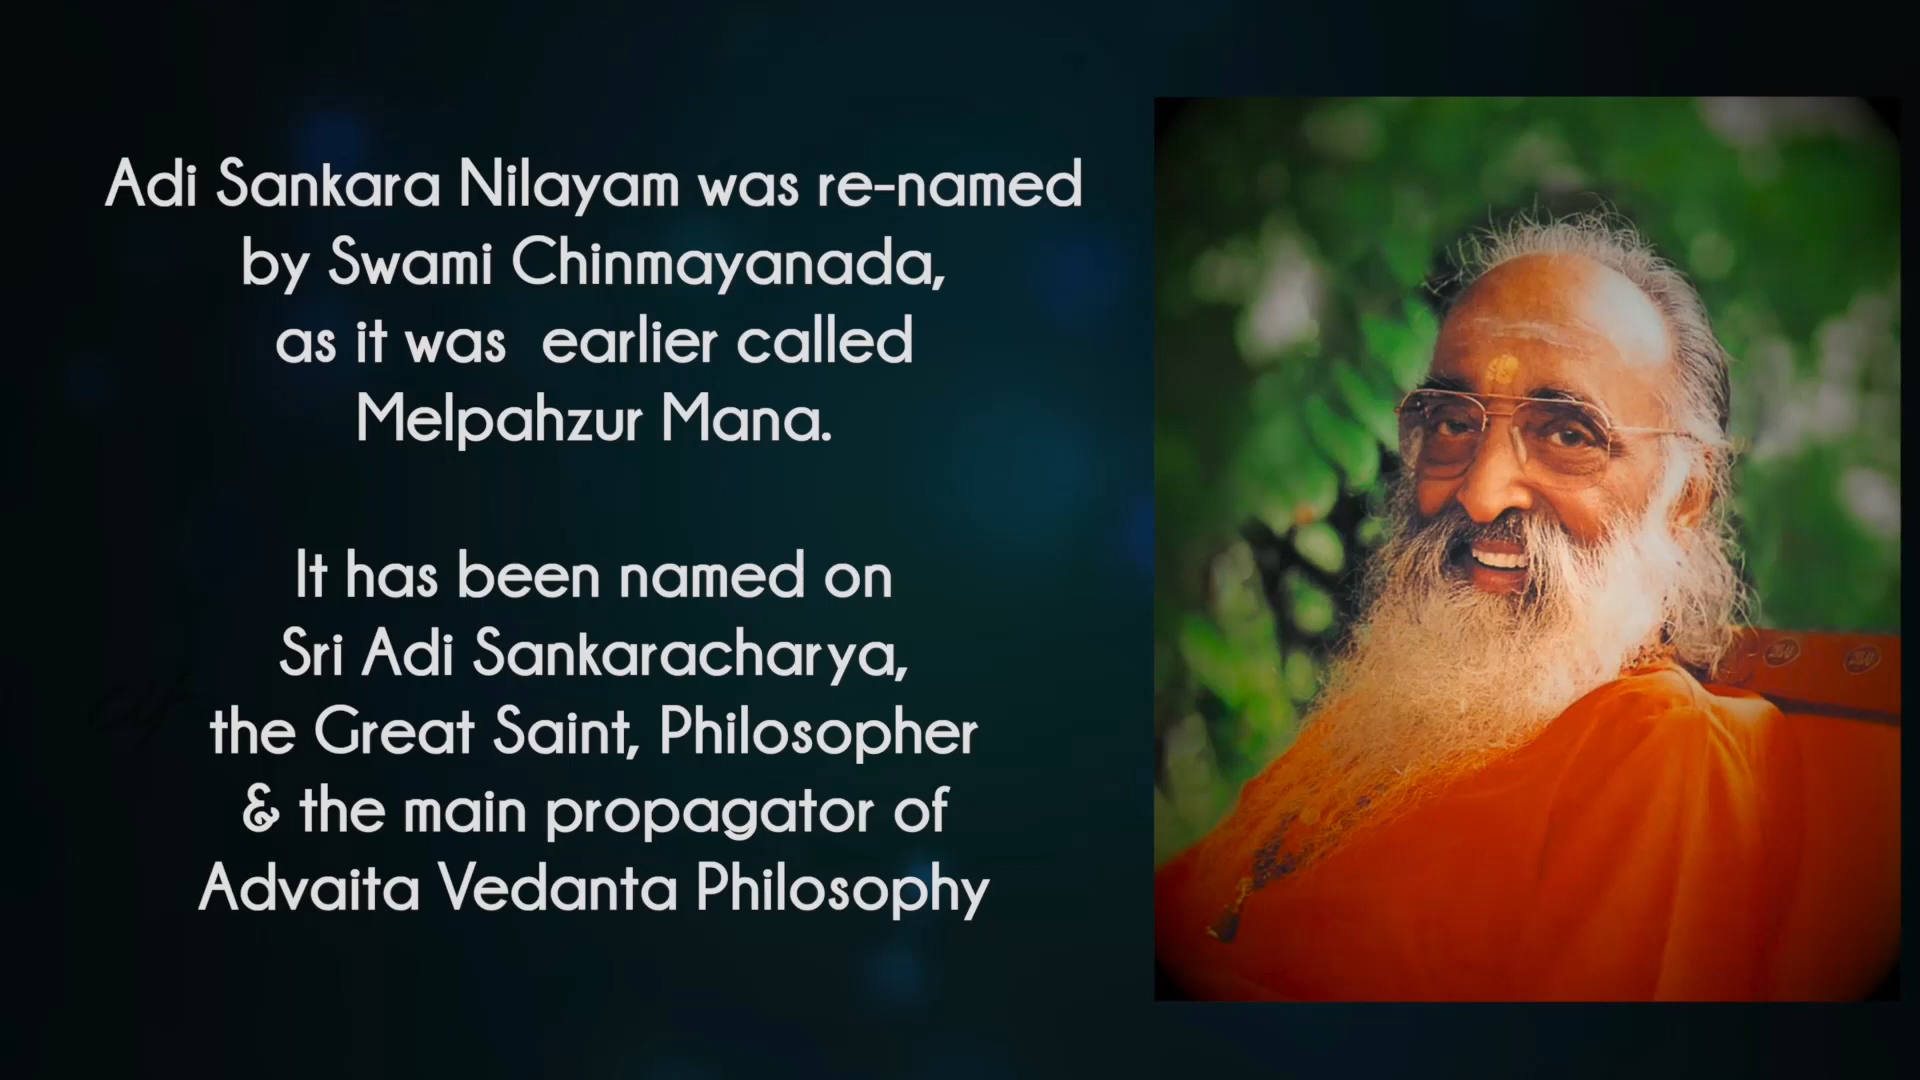 Adi Sankara Nilayam was re-named
by Swami Chinmayanada,
as it was earlier called
Melpahzur Mana.
It has been named on
Sri Adi Sankaracharya,
the Great Saint, Philosopher
& the main propagator of
Advaita Vedanta Philosophy